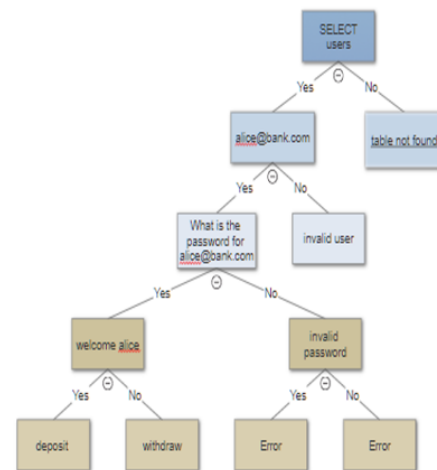 SELECT
users
Yes
No
alice@bank.com
table not found
Yes
No
What is the
password for
alice@bank.com
invalid user
Yes
No
welcome alice
invalid
password
Yes
No
Yes
No
deposit
withdraw
Error
Error